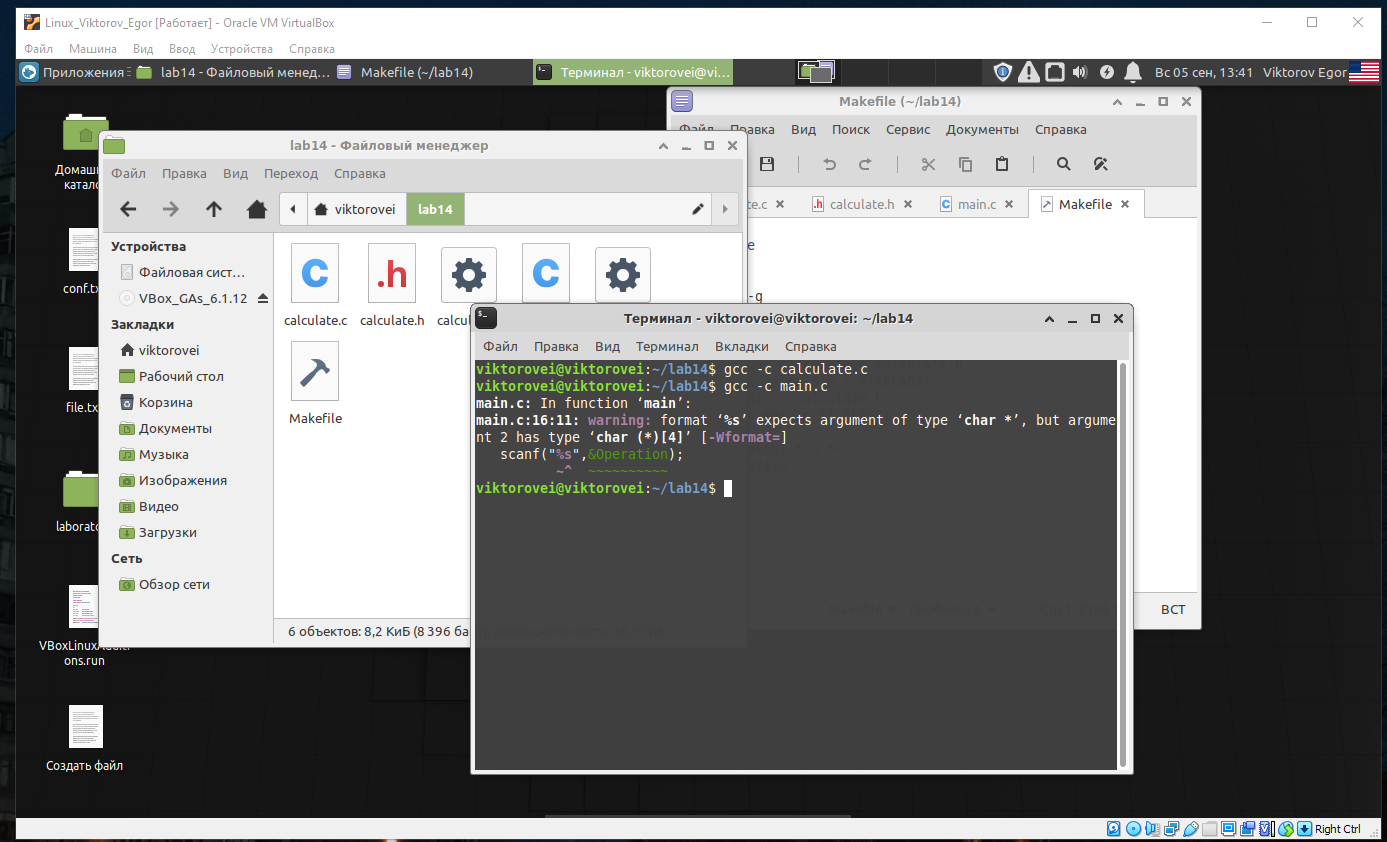 Linux_Viktorov_Egor [Работает] - Oracle VM VirtualBox
Файл Машина Вид Ввод Устройства Справка
Приложения lab14 - Файловый менед... Makefile (~/lab14) Терминал - viktorovei@vi... Вс 05 сен, 13:41 Viktorov Egor
Makefile (~/lab14)
Файл Правка Вид Поиск Сервис Документы Справка
calculate.h main.c Makefile
-g
ВСТ
conf.tx
file.tx
laborato
ons.run
Создать файл
lab14 - Файловый менеджер
Файл Правка Вид Переход Справка
viktorovei lab14
Устройства
Файловая сист...
VBox_GAs_6.1.12
Закладки
viktorovei
Рабочий стол
Корзина
Документы
Музыка
Изображения
Видео
Загрузки
Сеть
Обзор сети
calculate.c calculate.h
Makefile
6 объектов: 8,2 КиБ (8 396 ба
Терминал - viktorovei@viktorovei: ~/lab14
Файл Правка Вид Терминал Вкладки Справка
viktorovei@viktorovei:~/lab14$ gcc -c calculate.c
viktorovei@viktorovei:~/lab14$ gcc -c main.c
main.c: In function ‘main’:
main.c:16:11: warning: format ‘%s’ expects argument of type ‘char *’, but argume
nt 2 has type ‘char (*)[4]’ [-Wformat=]
scanf("%s",&Operation);
~^ ~~~~~~~~~~
viktorovei@viktorovei:~/lab14$
Right Ctrl